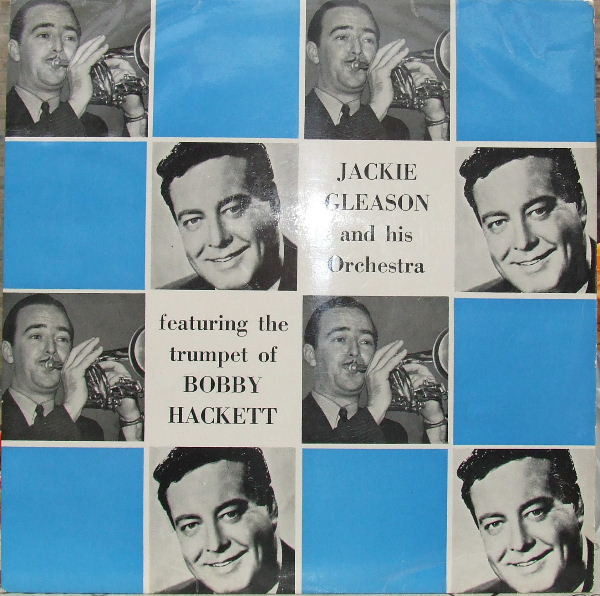 JACKIE
GLEASON
and his
Orchestra
featuring the
trumpet of
BOBBY
HACKETT